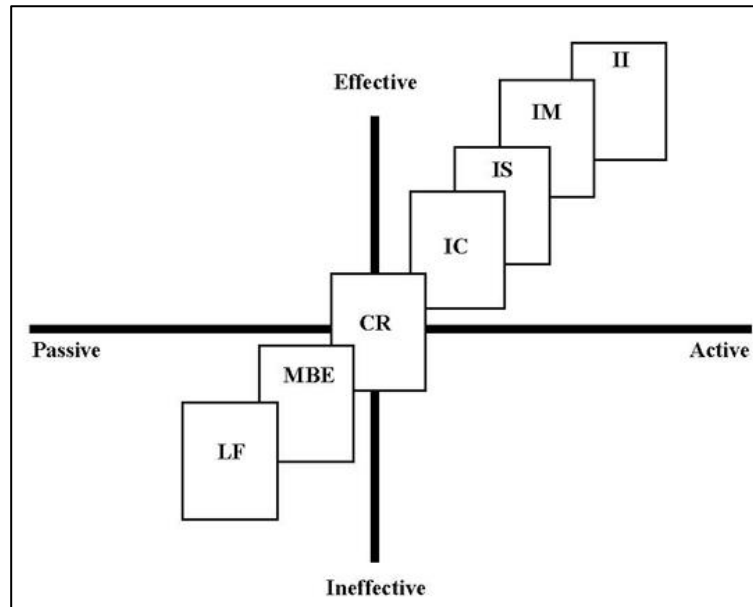 II
Effective
IM
IS
IC
CR
Passive
Active
MBE
LF
Ineffective